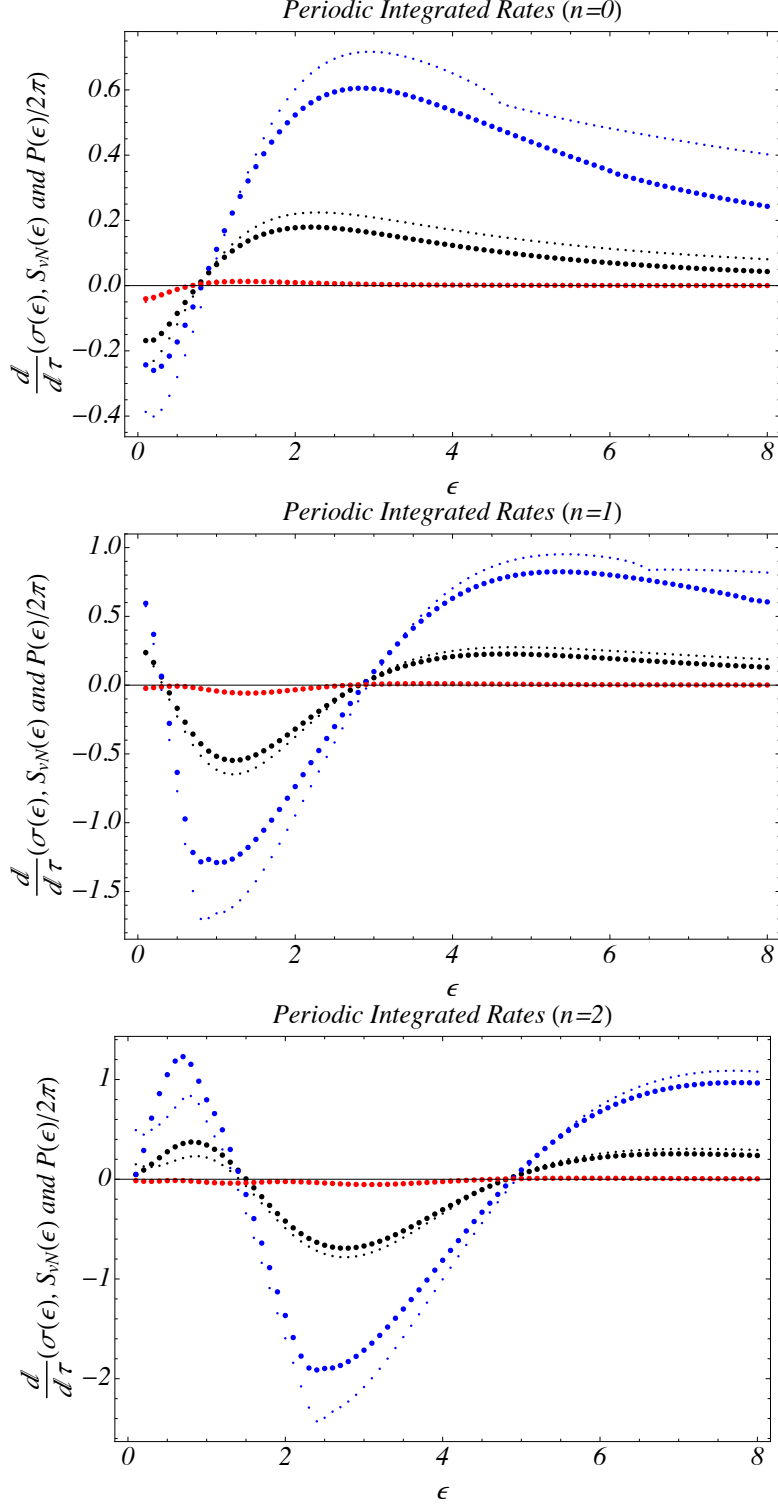 Periodic Integrated Rates (n=0)
d/dτ (σ(ϵ), S_vN(ϵ) and P(ϵ)/2π)
0.6
0.4
0.2
0.0
−0.2
−0.4
0 2 4 6 8
ϵ
Periodic Integrated Rates (n=1)
d/dτ (σ(ϵ), S_vN(ϵ) and P(ϵ)/2π)
1.0
0.5
0.0
−0.5
−1.0
−1.5
0 2 4 6 8
ϵ
Periodic Integrated Rates (n=2)
d/dτ (σ(ϵ), S_vN(ϵ) and P(ϵ)/2π)
1
0
−1
−2
0 2 4 6 8
ϵ